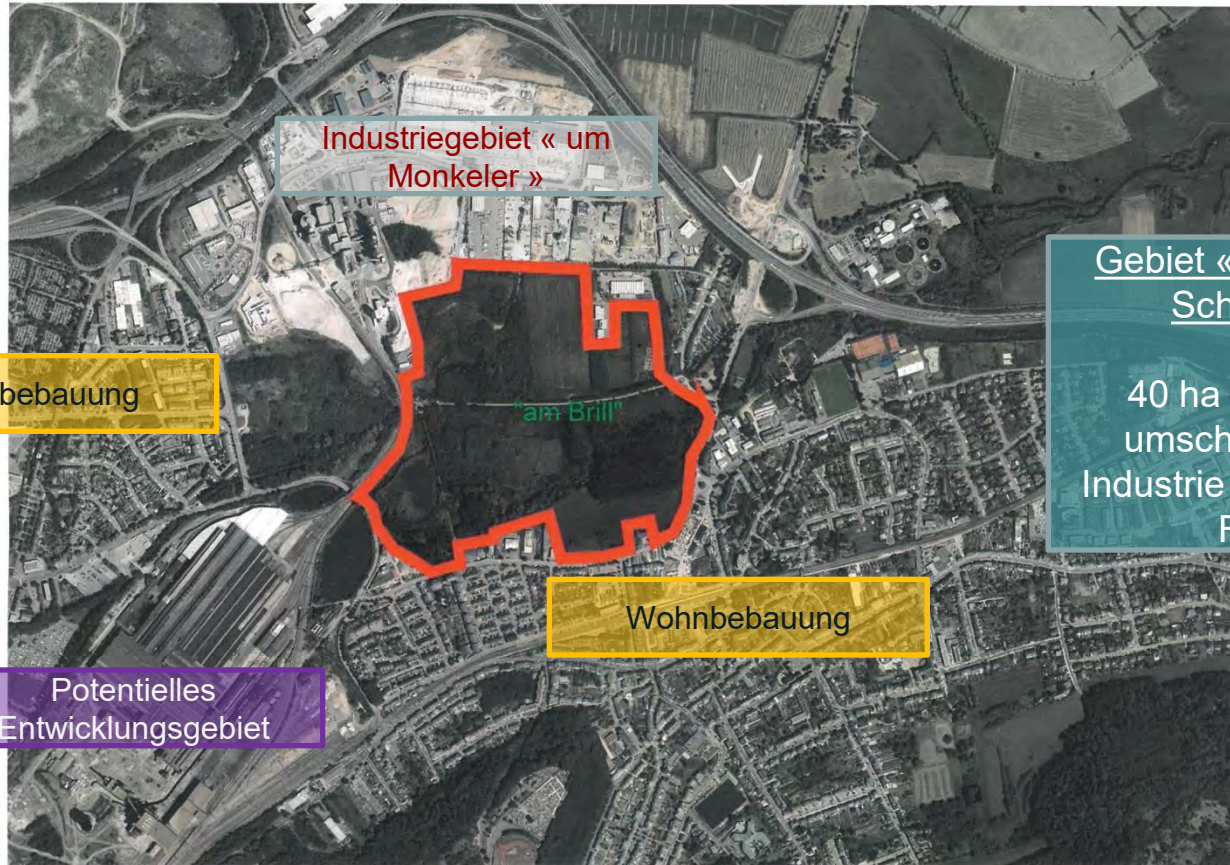 Industriegebiet « um
Monkeler »
Gebiet «
Sch
40 ha
umsch
Industrie
F
bebauung
"am Brill"
Wohnbebauung
Potentielles
Entwicklungsgebiet